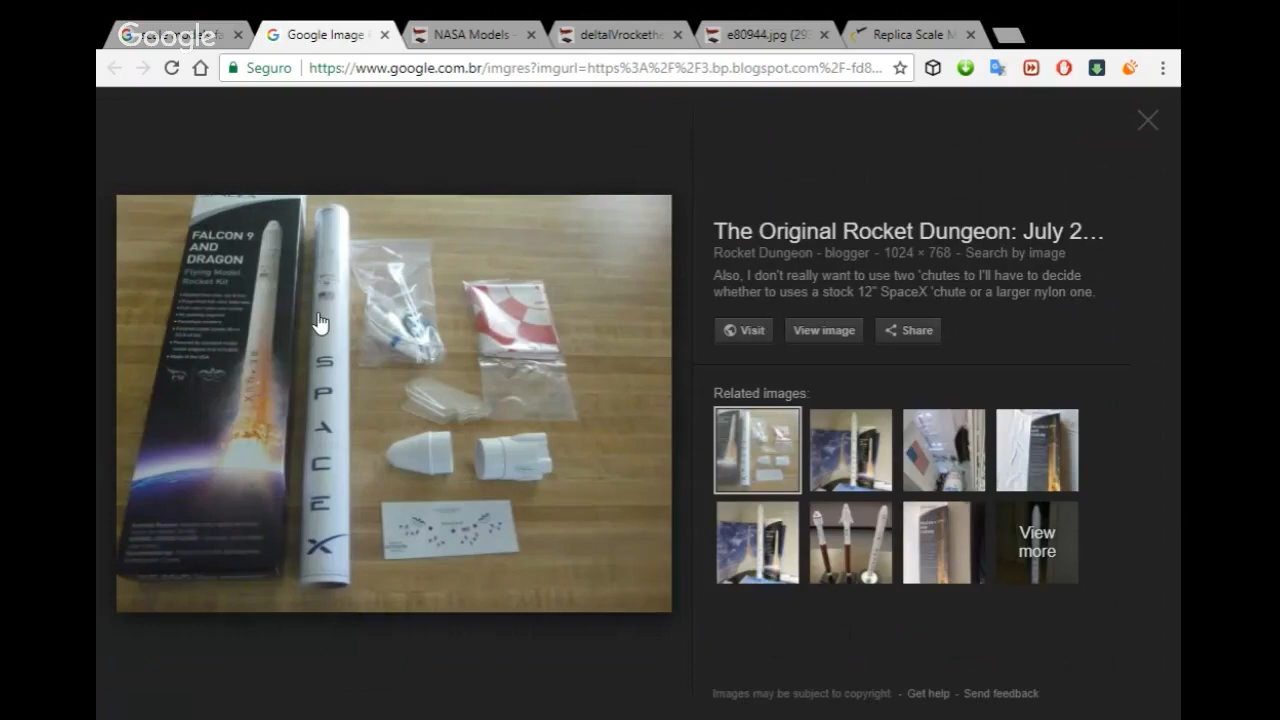 Google
Google Image
NASA Models -
deltaIVrockethe
e80944.jpg (29
Replica Scale M
Seguro
https://www.google.com.br/imgres?imgurl=https%3A%2F%2F3.bp.blogspot.com%2F-fd8...
FALCON 9
AND
DRAGON
Flying Model
Rocket Kit
SPACE X
The Original Rocket Dungeon: July 2…
Rocket Dungeon - blogger - 1024 × 768 - Search by image
Also, I don't really want to use two 'chutes to I'll have to decide
whether to uses a stock 12" SpaceX 'chute or a larger nylon one.
Visit
View image
Share
Related images:
View
more
Images may be subject to copyright. - Get help - Send feedback